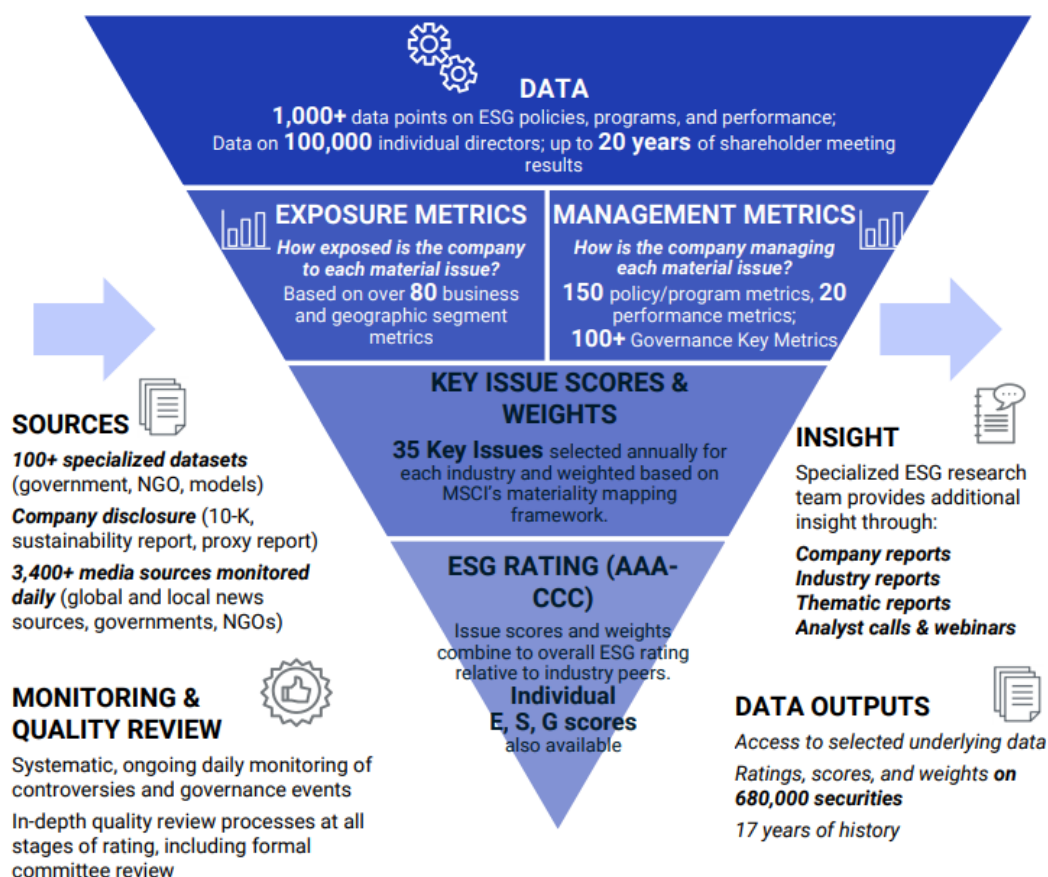 DATA
1,000+ data points on ESG policies, programs, and performance;
Data on 100,000 individual directors; up to 20 years of shareholder meeting
results
EXPOSURE METRICS
How exposed is the company
to each material issue?
Based on over 80 business
and geographic segment
metrics
MANAGEMENT METRICS
How is the company managing
each material issue?
150 policy/program metrics, 20
performance metrics;
100+ Governance Key Metrics
KEY ISSUE SCORES &
WEIGHTS
35 Key Issues selected annually for
each industry and weighted based on
MSCI's materiality mapping
framework.
ESG RATING (AAA-
CCC)
Issue scores and weights
combine to overall ESG rating
relative to industry peers.
Individual
E, S, G scores
also available
SOURCES
100+ specialized datasets
(government, NGO, models)
Company disclosure (10-K,
sustainability report, proxy report)
3,400+ media sources monitored
daily (global and local news
sources, governments, NGOs)
MONITORING &
QUALITY REVIEW
Systematic, ongoing daily monitoring of
controversies and governance events
In-depth quality review processes at all
stages of rating, including formal
committee review
INSIGHT
Specialized ESG research
team provides additional
insight through:
Company reports
Industry reports
Thematic reports
Analyst calls & webinars
DATA OUTPUTS
Access to selected underlying data
Ratings, scores, and weights on
680,000 securities
17 years of history